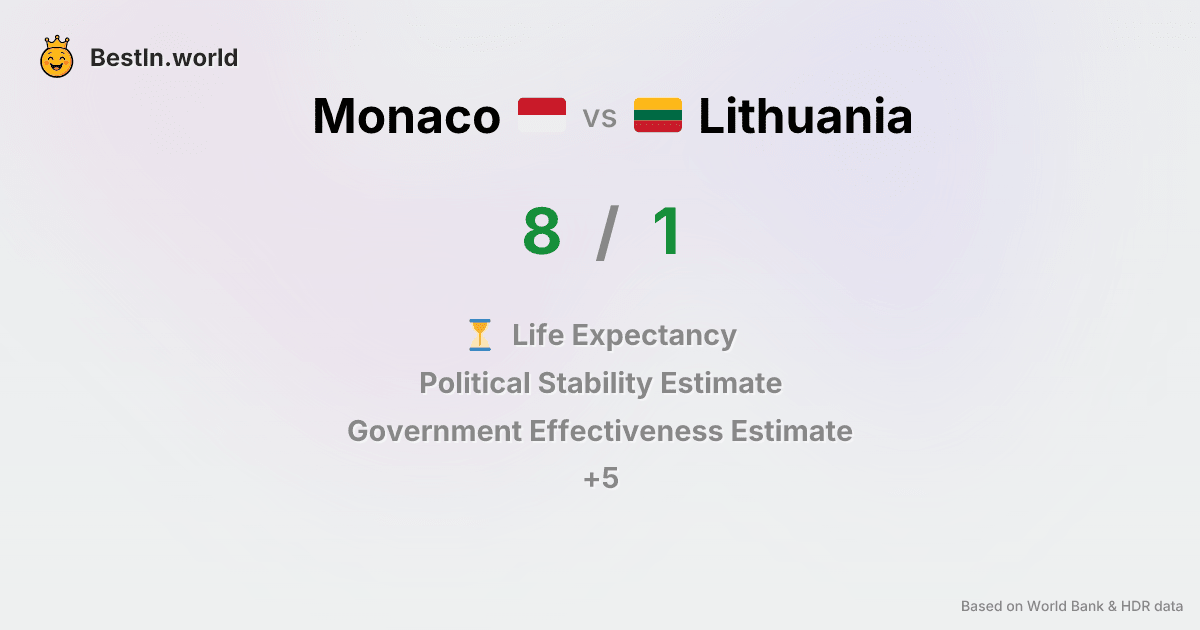 BestIn.world
Monaco vs Lithuania
8 / 1
Life Expectancy
Political Stability Estimate
Government Effectiveness Estimate
+5
Based on World Bank & HDR data